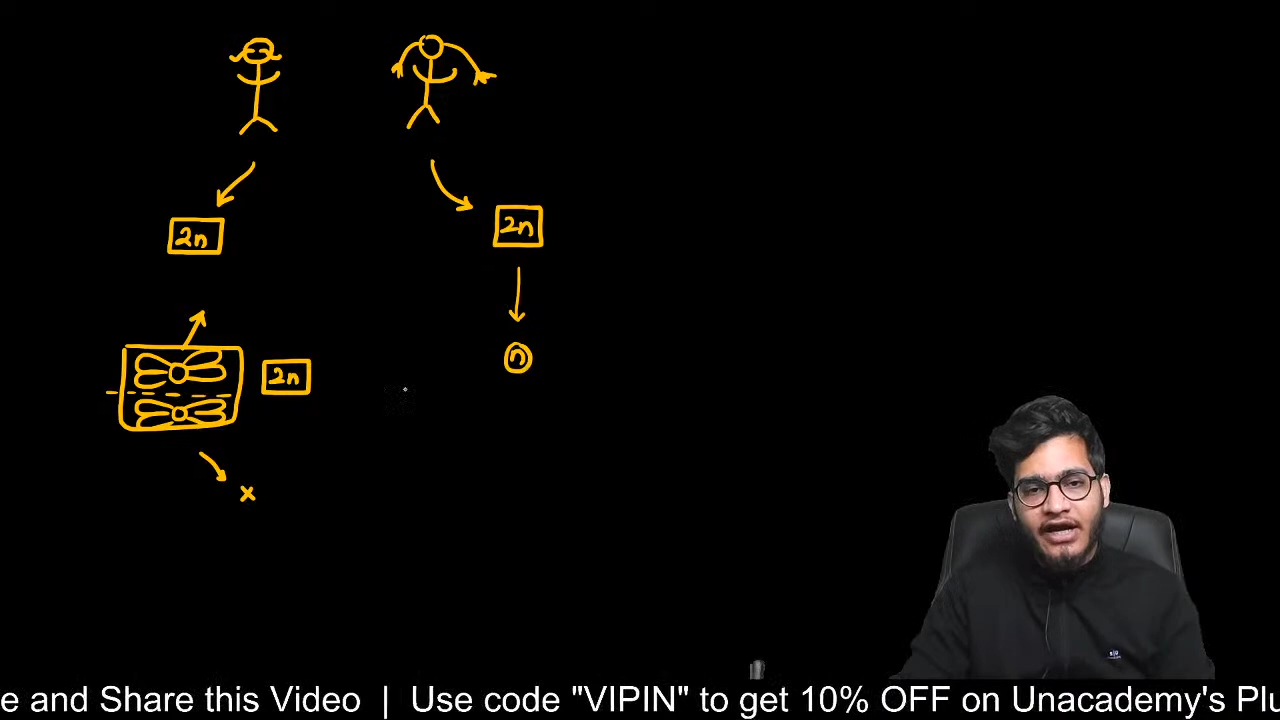 2n
2n
n
2n
x
e and Share this Video | Use code "VIPIN" to get 10% OFF on Unacademy's Plu